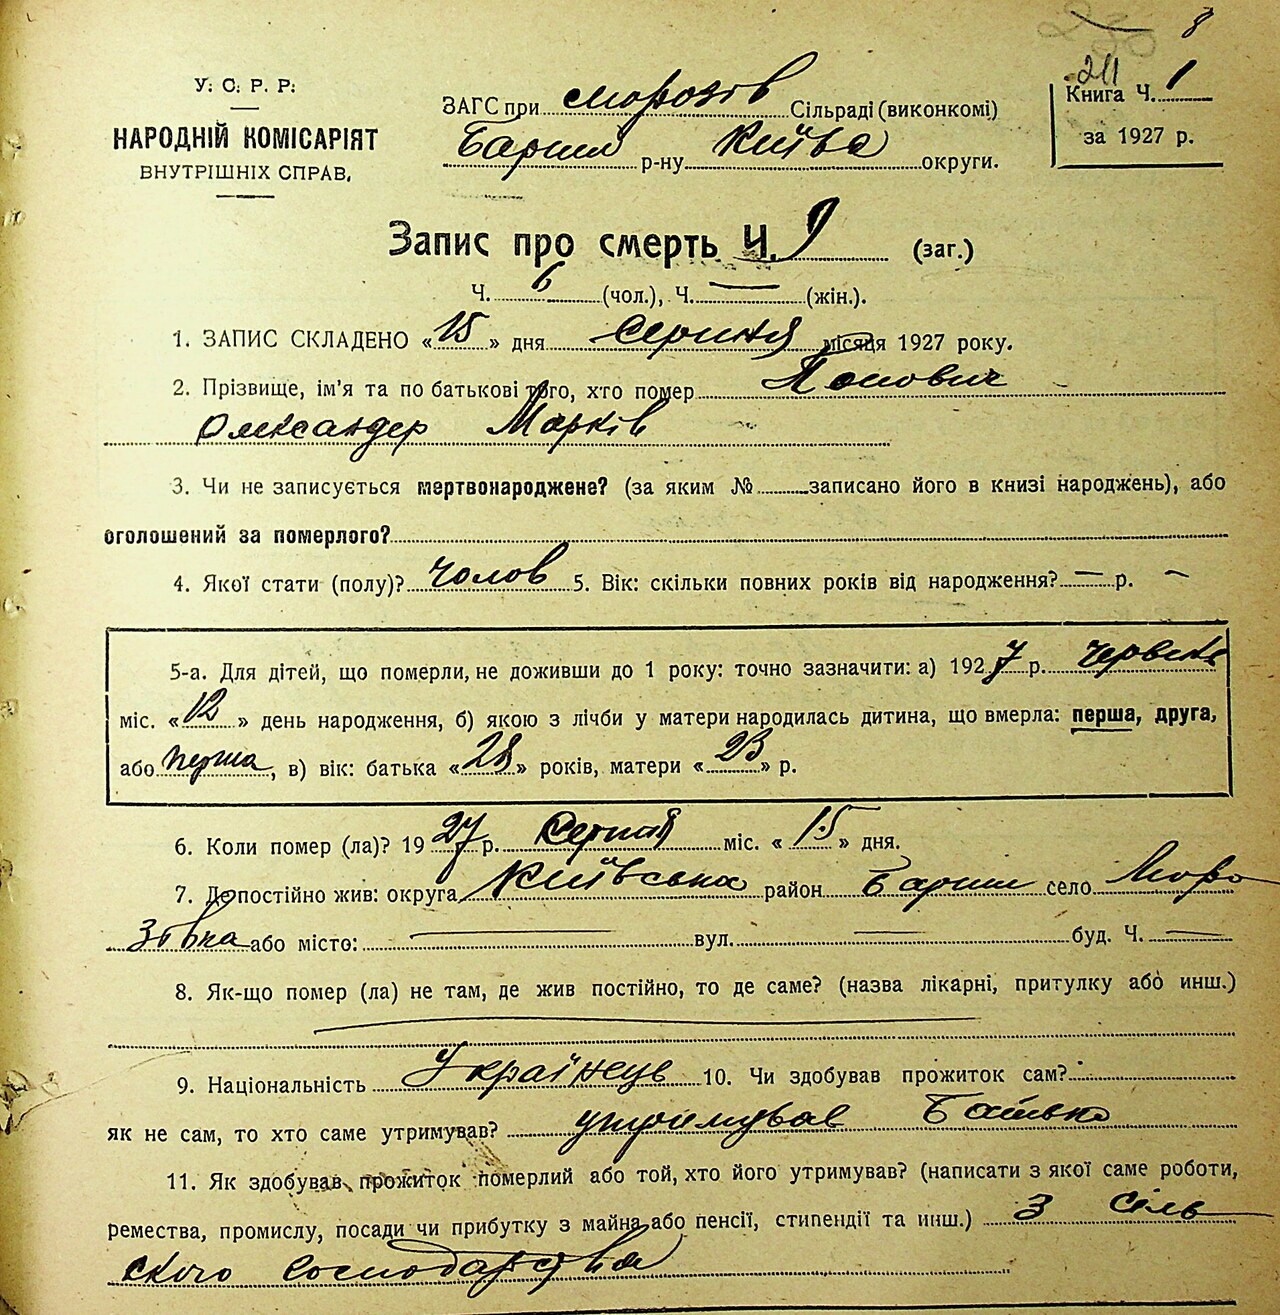 8
У. С. Р. Р.
НАРОДНІЙ КОМІСАРІЯТ
ВНУТРІШНІХ СПРАВ.
ЗАГС при Морозів Сільраді (виконкомі)
Бариш р-ну Київс округи.
211
Книга Ч. 1
за 1927 р.
Запис про смерть Ч. 9 (заг.)
Ч. 6 (чол.), Ч. — (жін.).
1. ЗАПИС СКЛАДЕНО «15» дня Серпня місяця 1927 року.
2. Прізвище, ім'я та по батькові того, хто помер Попович
Олександер Марків
3. Чи не записується мертвонароджене? (за яким № записано його в книзі народжень), або
оголошений за померлого?
4. Якої стати (полу)? Чолов 5. Вік: скільки повних років від народження? — р. —
5-а. Для дітей, що померли, не доживши до 1 року: точно зазначити: а) 1927 р. Червень
міс. «12» день народження, б) якою з лічби у матери народилась дитина, що вмерла: перша, друга,
або перша, в) вік: батька «28» років, матери «23» р.
6. Коли помер (ла)? 1927 р. Серпня міс. «15» дня.
7. Де постійно жив: округа Київська район Бариш село Моро
зівка або місто: — вул. — буд. Ч. —
8. Як-що помер (ла) не там, де жив постійно, то де саме? (назва лікарні, притулку або инш.)
9. Національність Українець 10. Чи здобував прожиток сам?
як не сам, то хто саме утримував? утримував Батько
11. Як здобував прожиток померлий або той, хто його утримував? (написати з якої саме роботи,
ремества, промислу, посади чи прибутку з майна або пенсії, стипендії та инш.) З сіль
ского господарства